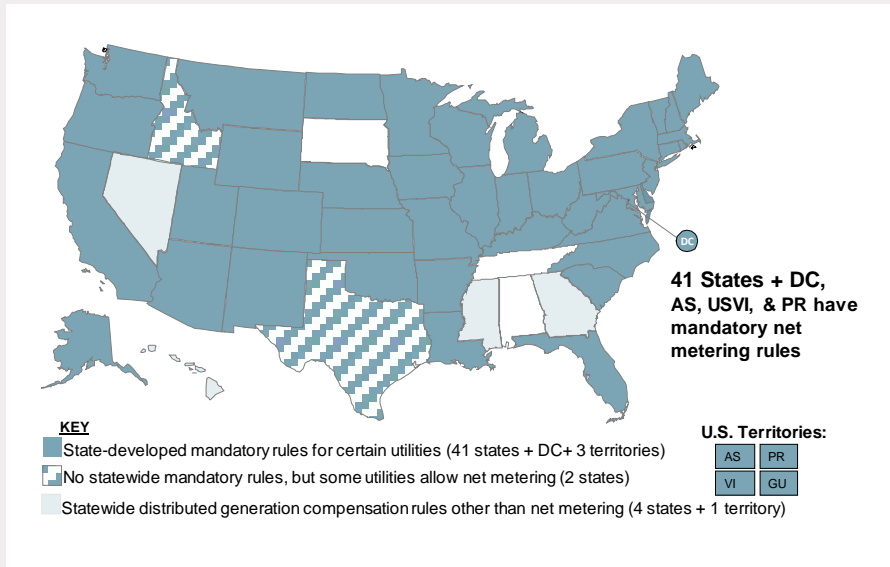 DC
41 States + DC,
AS, USVI, & PR have
mandatory net
metering rules
KEY
State-developed mandatory rules for certain utilities (41 states + DC+ 3 territories)
No statewide mandatory rules, but some utilities allow net metering (2 states)
Statewide distributed generation compensation rules other than net metering (4 states + 1 territory)
U.S. Territories:
AS PR
VI GU